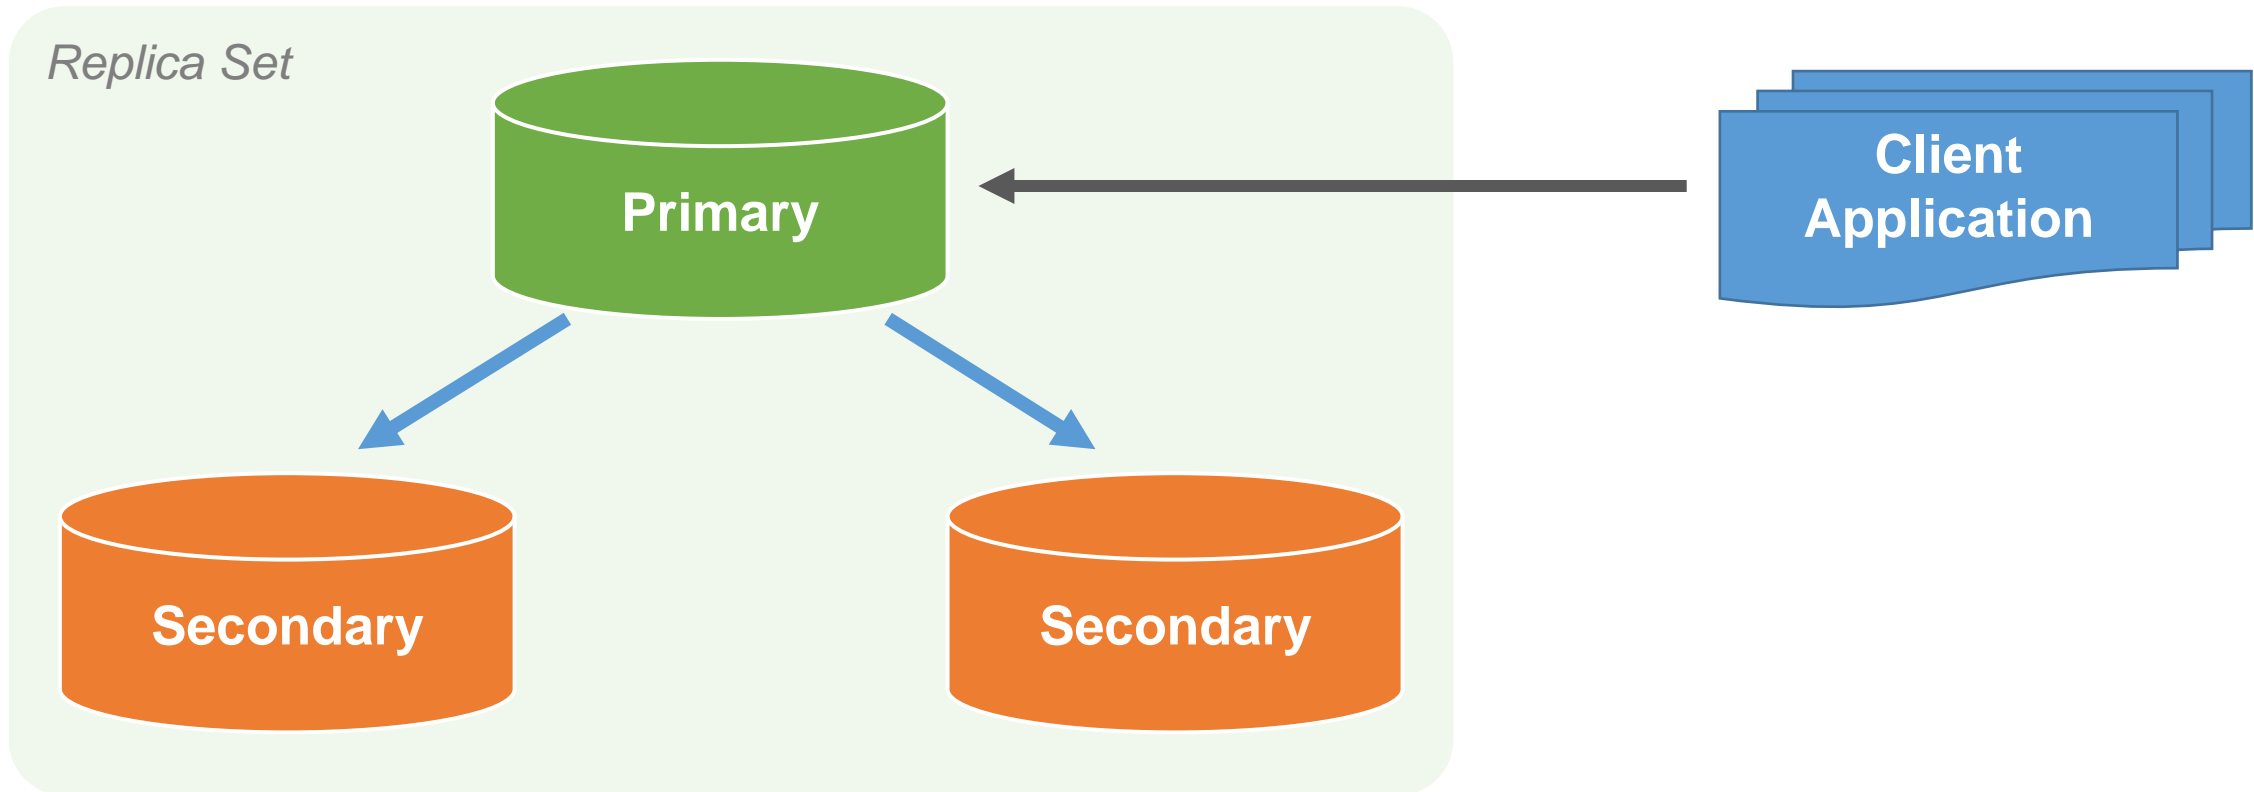 Replica Set
Primary
Client
Application
Secondary
Secondary